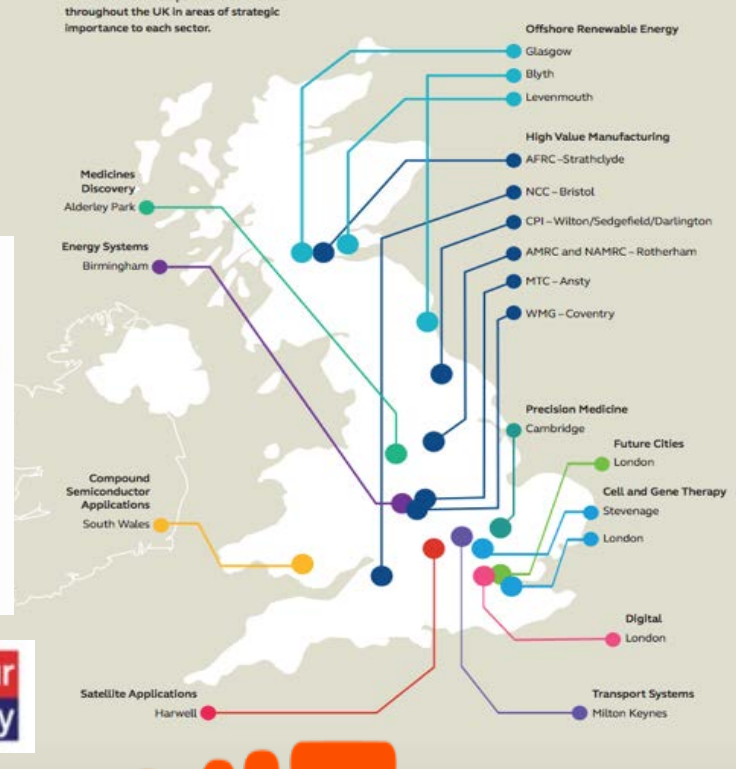 throughout the UK in areas of strategic
importance to each sector.
Offshore Renewable Energy
Glasgow
Blyth
Levenmouth
High Value Manufacturing
AFRC–Strathclyde
NCC – Bristol
CPI – Wilton/Sedgefield/Darlington
AMRC and NAMRC – Rotherham
MTC – Ansty
WMG – Coventry
Medicines
Discovery
Alderley Park
Energy Systems
Birmingham
Precision Medicine
Cambridge
Future Cities
London
Cell and Gene Therapy
Stevenage
London
Compound
Semiconductor
Applications
South Wales
Digital
London
Satellite Applications
Harwell
Transport Systems
Milton Keynes